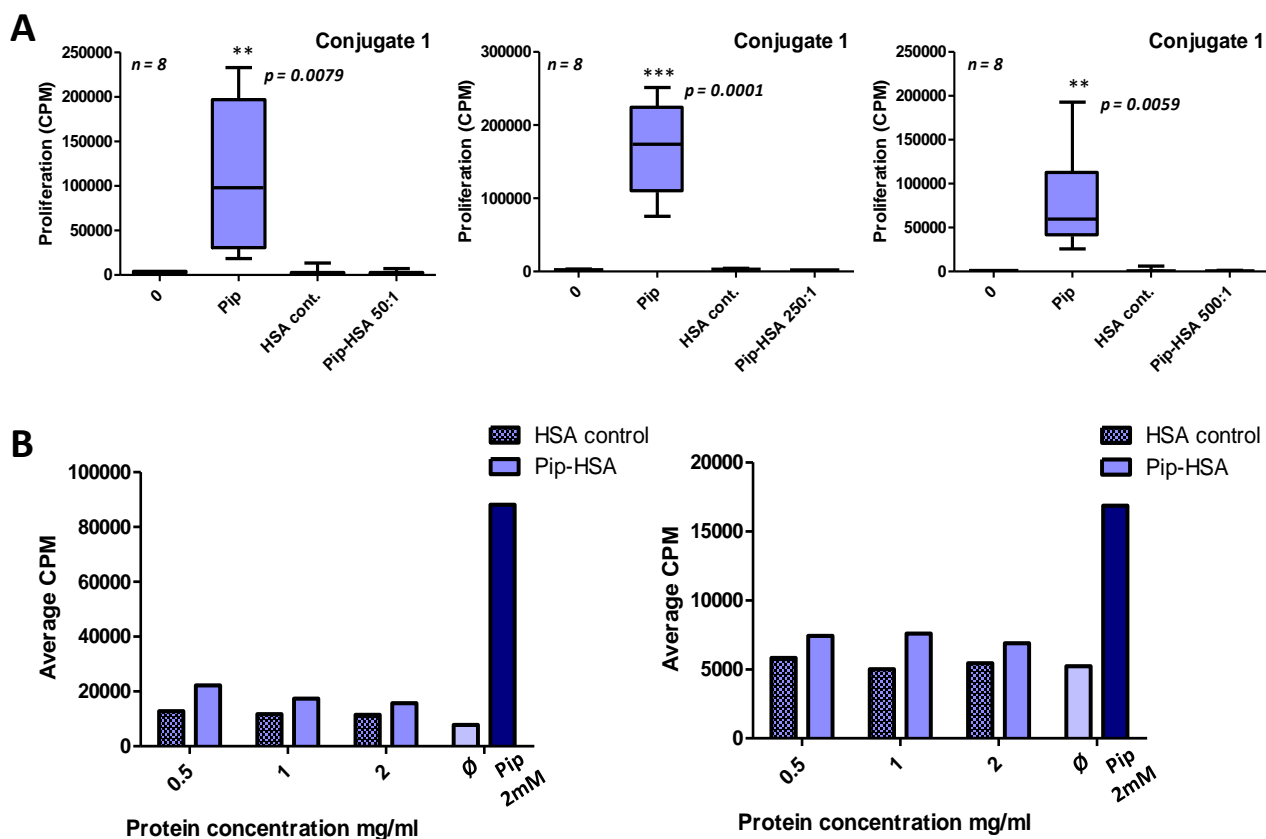 A
Conjugate 1
n = 8
**
p = 0.0079
Proliferation (CPM)
250000
200000
150000
100000
50000
0
0
Pip
HSA cont.
Pip-HSA 50:1
Conjugate 1
n = 8
***
p = 0.0001
Proliferation (CPM)
300000
200000
100000
0
0
Pip
HSA cont.
Pip-HSA 250:1
Conjugate 1
n = 8
**
p = 0.0059
Proliferation (CPM)
250000
200000
150000
100000
50000
0
0
Pip
HSA cont.
Pip-HSA 500:1
B
HSA control
Pip-HSA
Average CPM
100000
80000
60000
40000
20000
0
0.5
1
2
Ø
Pip
2mM
Protein concentration mg/ml
HSA control
Pip-HSA
Average CPM
20000
15000
10000
5000
0
0.5
1
2
Ø
Pip
2mM
Protein concentration mg/ml